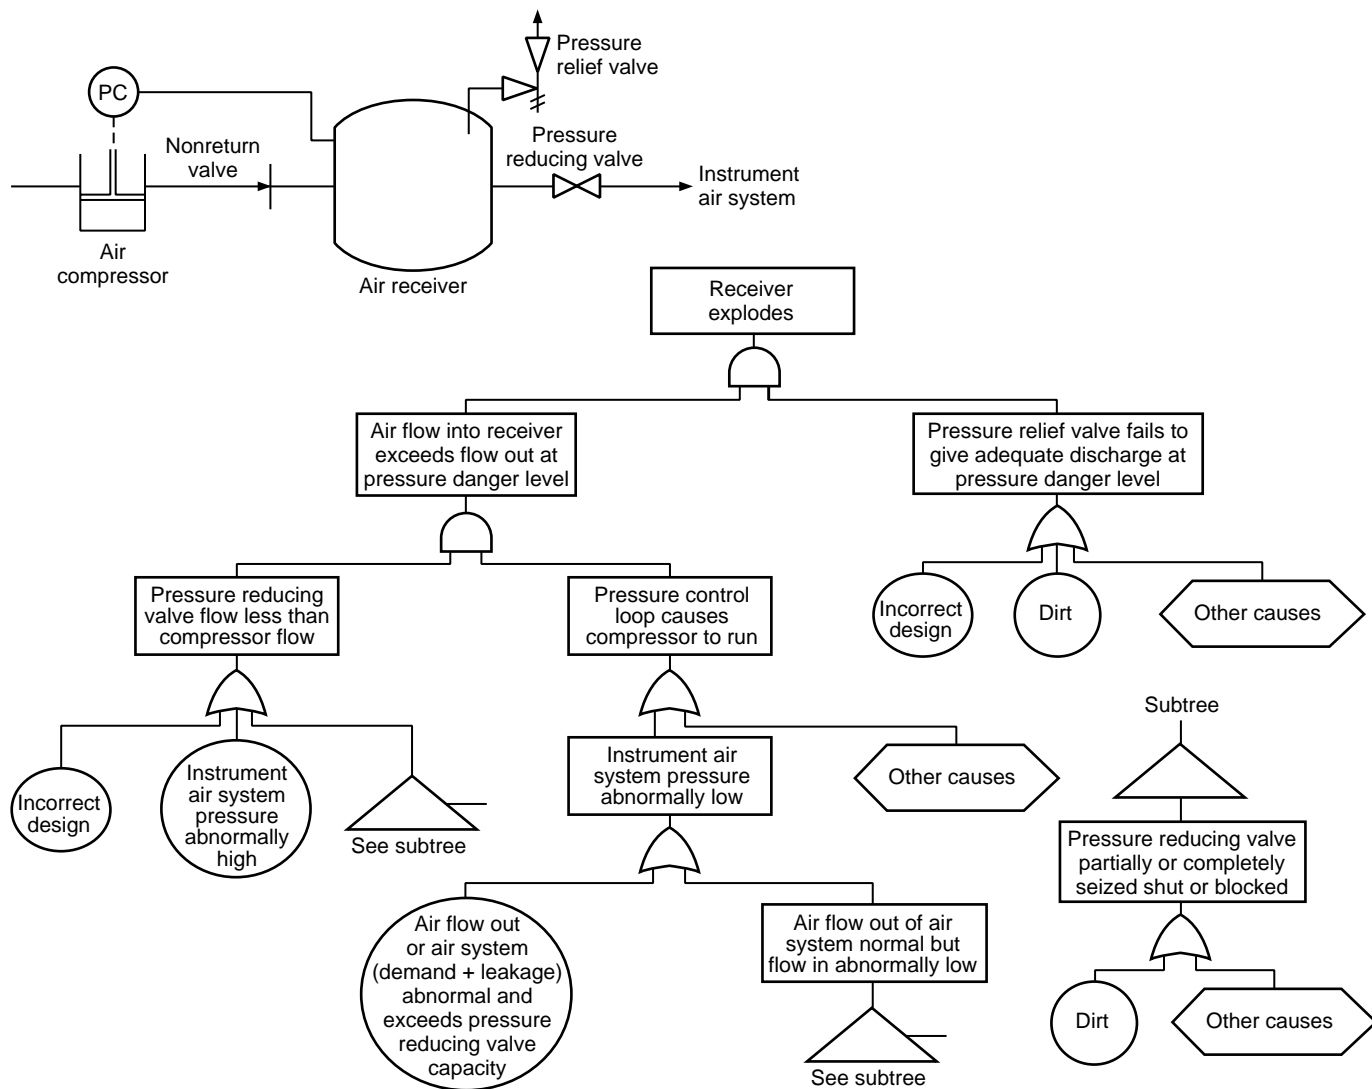 Pressure
relief valve
PC
Nonreturn
valve
Pressure
reducing valve
Instrument
air system
Air
compressor
Air receiver
Receiver
explodes
Air flow into receiver
exceeds flow out at
pressure danger level
Pressure relief valve fails to
give adequate discharge at
pressure danger level
Pressure reducing
valve flow less than
compressor flow
Pressure control
loop causes
compressor to run
Incorrect
design
Dirt
Other causes
Incorrect
design
Instrument
air system
pressure
abnormally
high
See subtree
Instrument air
system pressure
abnormally low
Other causes
Subtree
Pressure reducing valve
partially or completely
seized shut or blocked
Air flow out
or air system
(demand + leakage)
abnormal and
exceeds pressure
reducing valve
capacity
Air flow out of air
system normal but
flow in abnormally low
See subtree
Dirt
Other causes